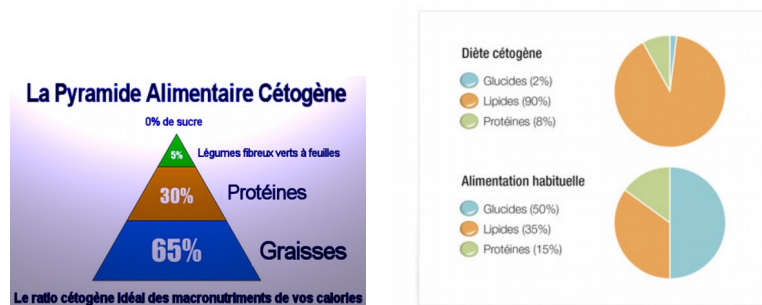 La Pyramide Alimentaire Cétogène
0% de sucre
5%
Légumes fibreux verts à feuilles
30%
Protéines
65%
Graisses
Le ratio cétogène idéal des macronutriments de vos calories
Diète cétogène
Glucides (2%)
Lipides (90%)
Protéines (8%)
Alimentation habituelle
Glucides (50%)
Lipides (35%)
Protéines (15%)